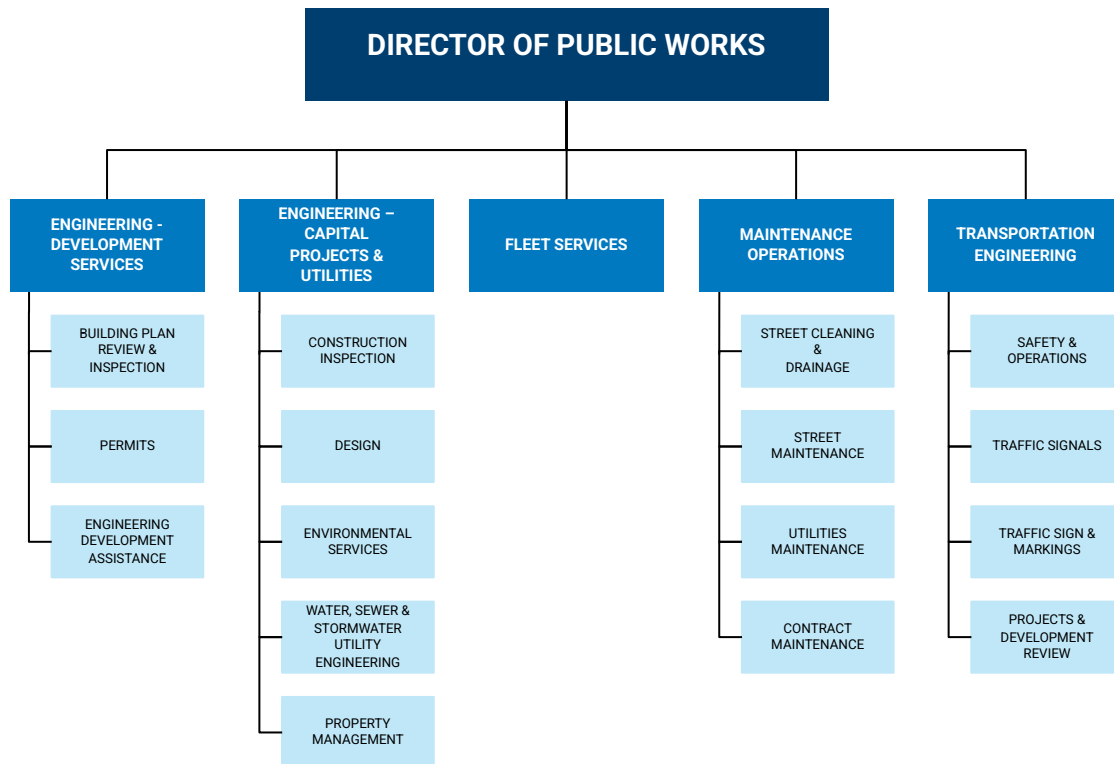 DIRECTOR OF PUBLIC WORKS
ENGINEERING -
DEVELOPMENT
SERVICES
BUILDING PLAN
REVIEW &
INSPECTION
PERMITS
ENGINEERING
DEVELOPMENT
ASSISTANCE
ENGINEERING –
CAPITAL
PROJECTS &
UTILITIES
CONSTRUCTION
INSPECTION
DESIGN
ENVIRONMENTAL
SERVICES
WATER, SEWER &
STORMWATER
UTILITY
ENGINEERING
PROPERTY
MANAGEMENT
FLEET SERVICES
MAINTENANCE
OPERATIONS
STREET CLEANING
&
DRAINAGE
STREET
MAINTENANCE
UTILITIES
MAINTENANCE
CONTRACT
MAINTENANCE
TRANSPORTATION
ENGINEERING
SAFETY &
OPERATIONS
TRAFFIC SIGNALS
TRAFFIC SIGN &
MARKINGS
PROJECTS &
DEVELOPMENT
REVIEW